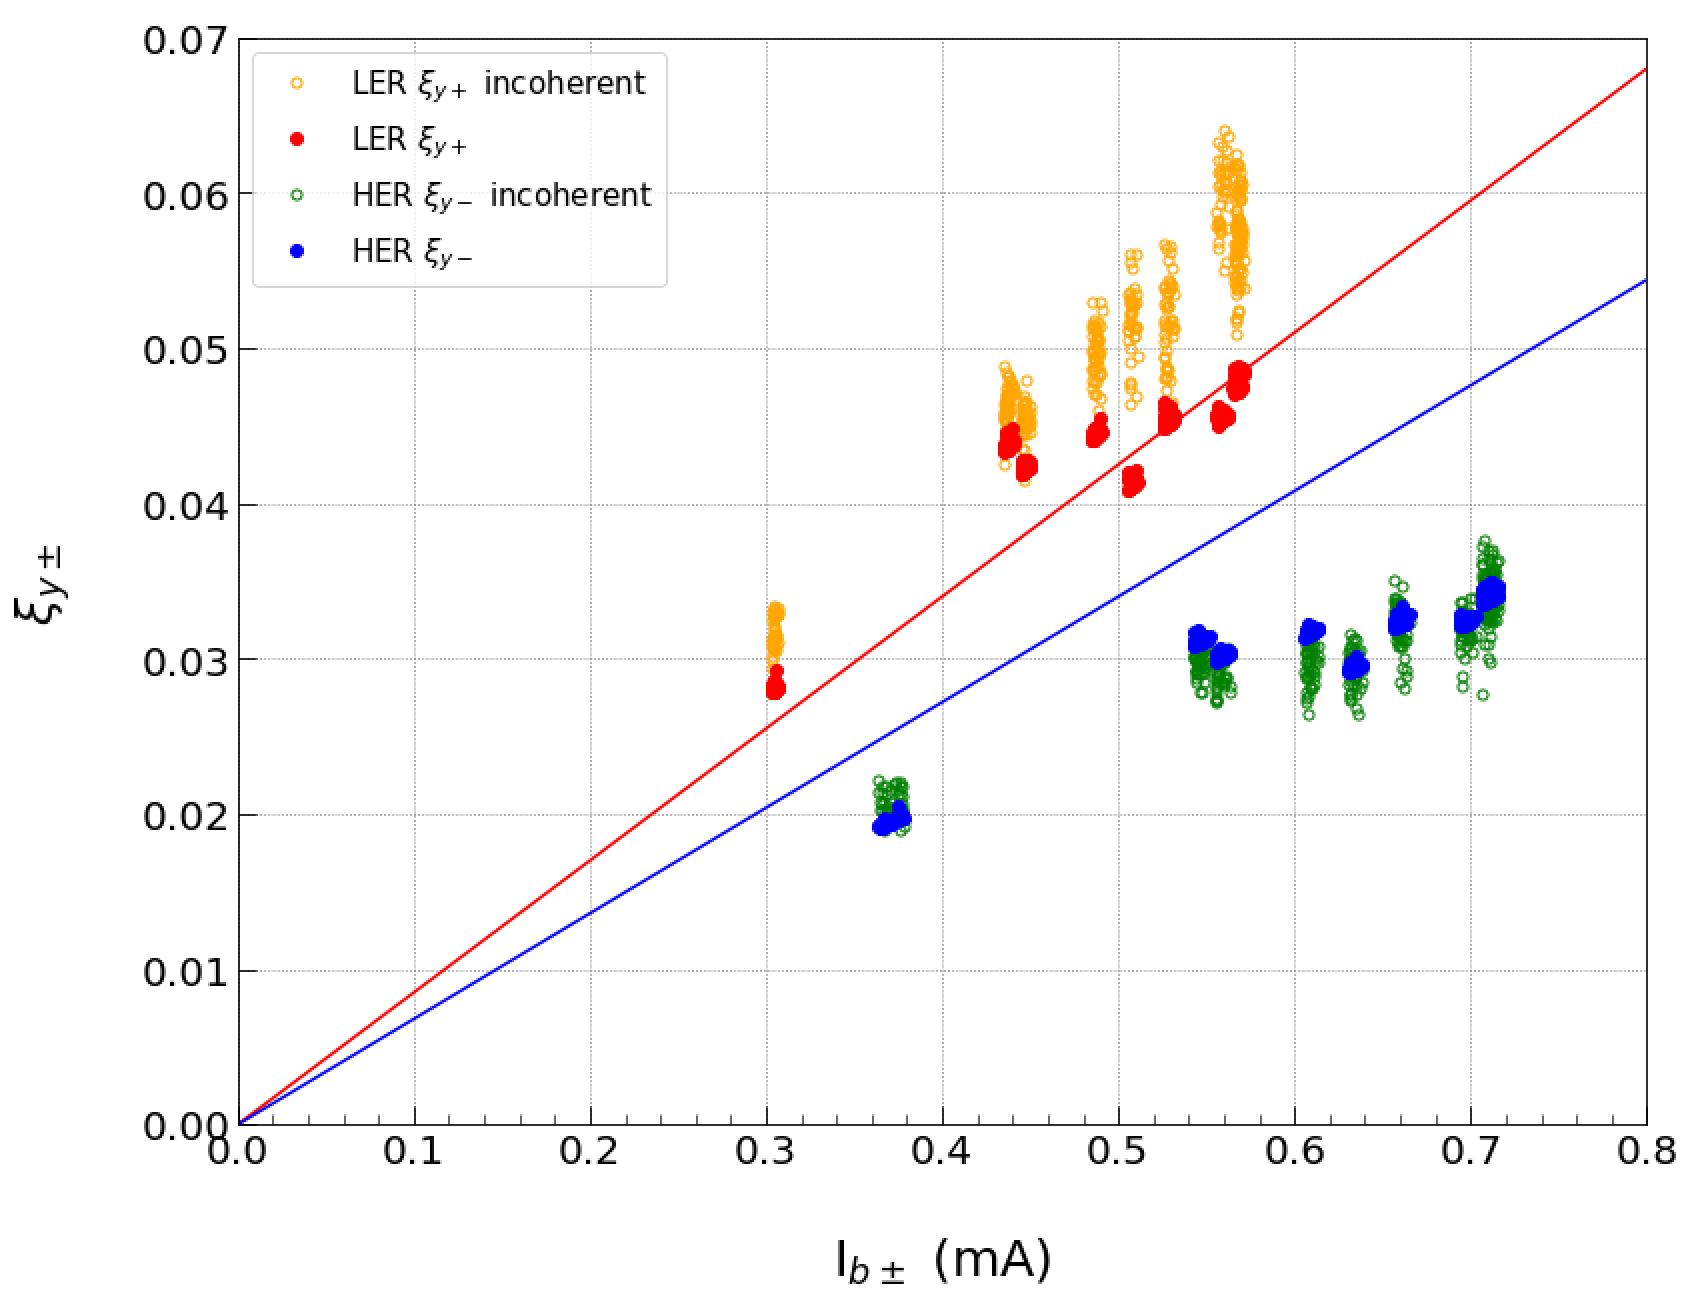 0.07
0.06
0.05
0.04
0.03
0.02
0.01
0.00
LER ξy+ incoherent
LER ξy+
HER ξy− incoherent
HER ξy−
ξy±
0.0 0.1 0.2 0.3 0.4 0.5 0.6 0.7 0.8
Ib± (mA)